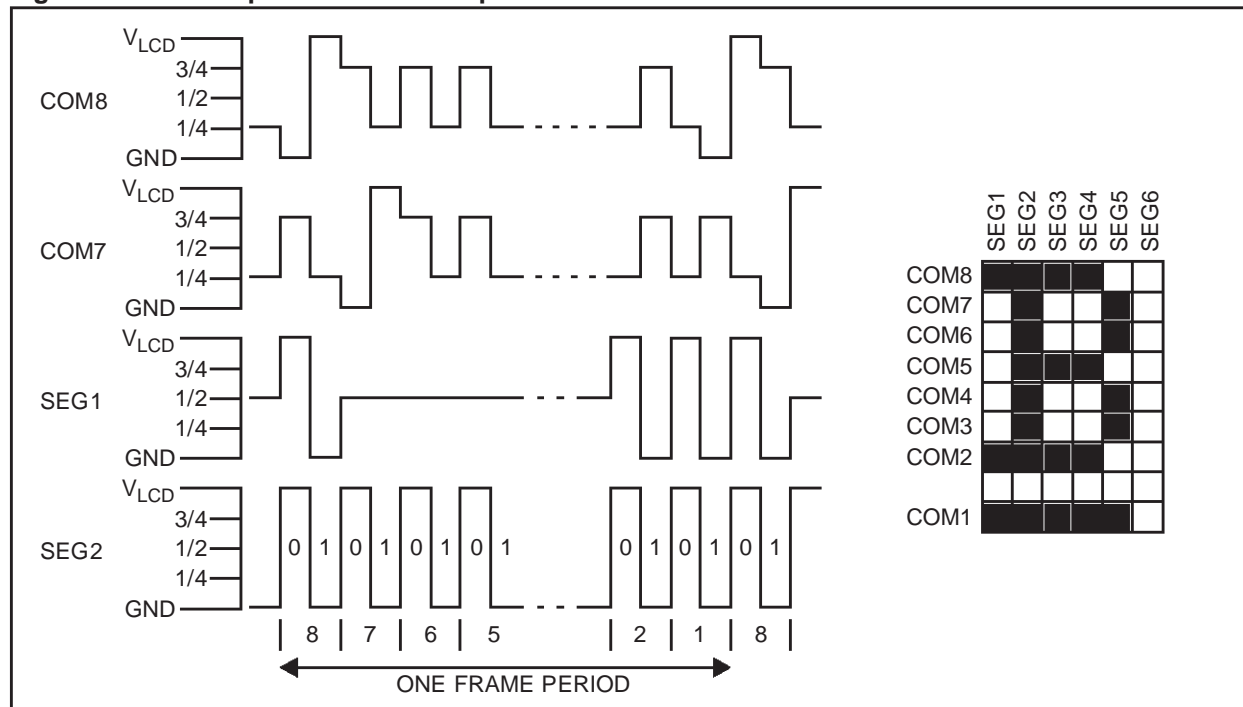 COM8
V_LCD
3/4
1/2
1/4
GND
COM7
V_LCD
3/4
1/2
1/4
GND
SEG1
V_LCD
3/4
1/2
1/4
GND
SEG2
V_LCD
3/4
1/2
1/4
GND
0 1 0 1 0 1 0 1 0 1 0 1 0 1
8 7 6 5 2 1 8
ONE FRAME PERIOD
SEG1 SEG2 SEG3 SEG4 SEG5 SEG6
COM8
COM7
COM6
COM5
COM4
COM3
COM2
COM1